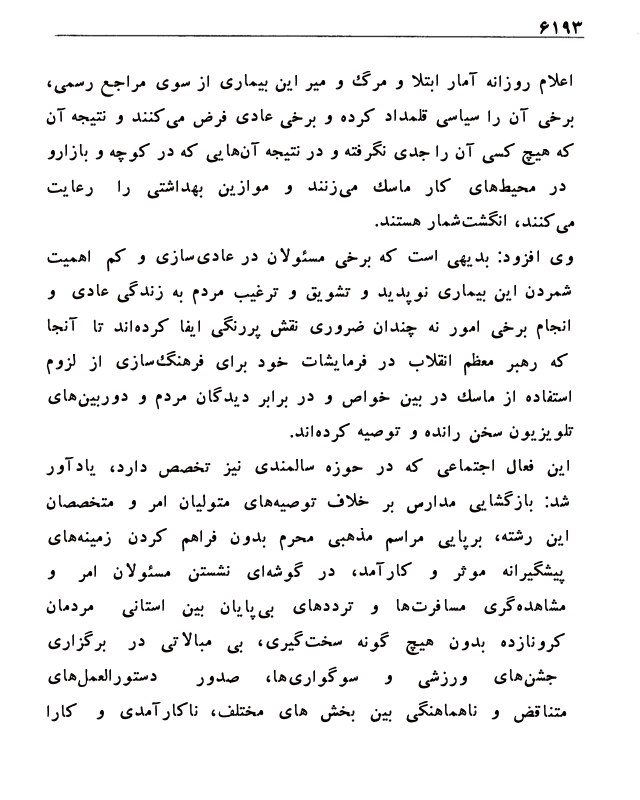 ۶۱۹۳
اعلام روزانه آمار ابتلا و مرگ و میر این بیماری از سوی مراجع رسمی،
برخی آن را سیاسی قلمداد کرده و برخی عادی فرض می‌کنند و نتیجه آن
که هیچ کسی آن را جدی نگرفته و در نتیجه آن‌هایی که در کوچه و بازارو
در محیط‌های کار ماسک می‌زنند و موازین بهداشتی را رعایت
می‌کنند، انگشت‌شمار هستند.
وی افزود: بدیهی است که برخی مسئولان در عادی‌سازی و کم اهمیت
شمردن این بیماری نوپدید و تشویق و ترغیب مردم به زندگی عادی و
انجام برخی امور نه چندان ضروری نقش پررنگی ایفا کرده‌اند تا آنجا
که رهبر معظم انقلاب در فرمایشات خود برای فرهنگ‌سازی از لزوم
استفاده از ماسک در بین خواص و در برابر دیدگان مردم و دوربین‌های
تلویزیون سخن رانده و توصیه کرده‌اند.
این فعال اجتماعی که در حوزه سالمندی نیز تخصص دارد، یادآور
شد: بازگشایی مدارس بر خلاف توصیه‌های متولیان امر و متخصصان
این رشته، برپایی مراسم مذهبی محرم بدون فراهم کردن زمینه‌های
پیشگیرانه موثر و کارآمد، در گوشه‌ای نشستن مسئولان امر و
مشاهده‌گری مسافرت‌ها و ترددهای بی‌پایان بین استانی مردمان
کرونازده بدون هیچ گونه سخت‌گیری، بی مبالاتی در برگزاری
جشن‌های ورزشی و سوگواری‌ها، صدور دستورالعمل‌های
متناقض و ناهماهنگی بین بخش های مختلف، ناکارآمدی و کارا